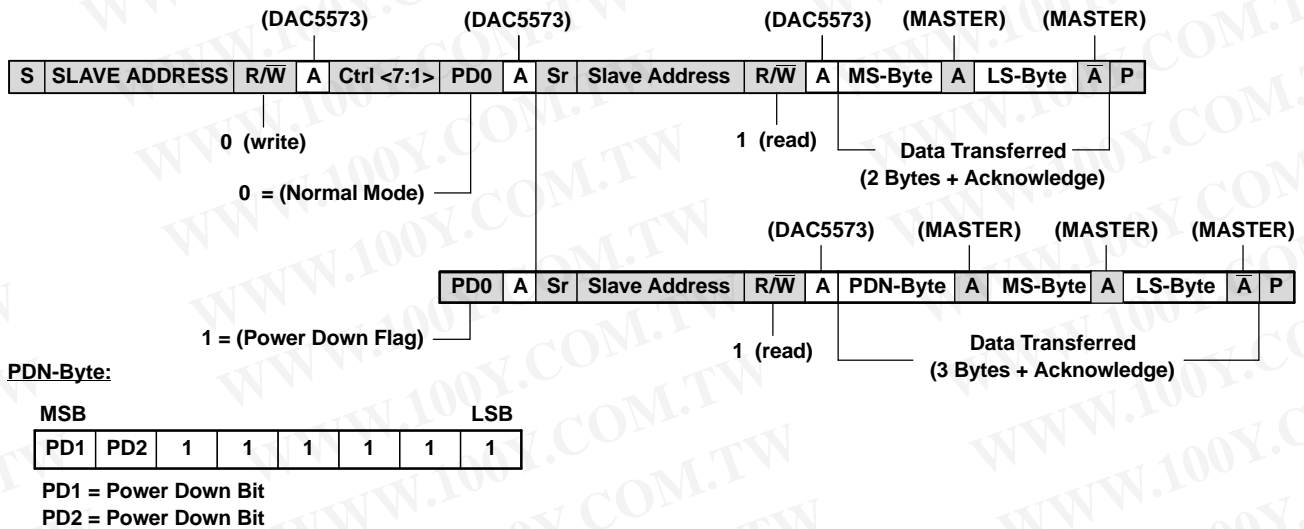 (DAC5573) (DAC5573) (DAC5573) (MASTER) (MASTER)
S SLAVE ADDRESS R/W̅ A Ctrl <7:1> PD0 A Sr Slave Address R/W̅ A MS-Byte A LS-Byte A̅ P
0 (write) 1 (read) Data Transferred
(2 Bytes + Acknowledge)
0 = (Normal Mode)
(DAC5573) (MASTER) (MASTER) (MASTER)
PD0 A Sr Slave Address R/W̅ A PDN-Byte A MS-Byte A LS-Byte A̅ P
1 = (Power Down Flag) 1 (read) Data Transferred
(3 Bytes + Acknowledge)
PDN-Byte:
MSB LSB
PD1 PD2 1 1 1 1 1 1
PD1 = Power Down Bit
PD2 = Power Down Bit
WWW.100Y.COM.TW